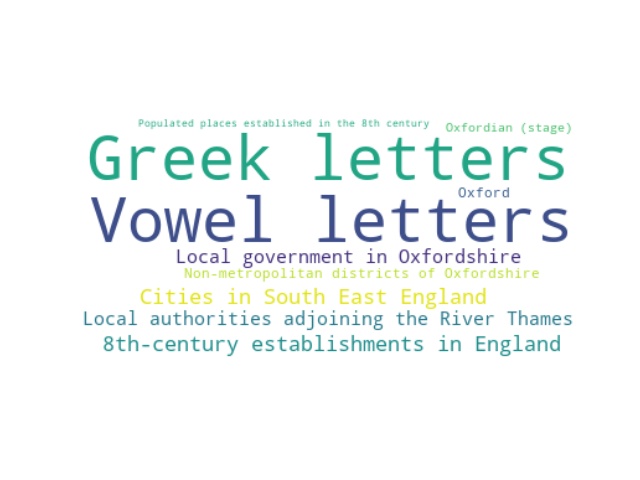 Populated places established in the 8th century
Oxfordian (stage)
Greek letters
Oxford
Vowel letters
Local government in Oxfordshire
Non-metropolitan districts of Oxfordshire
Cities in South East England
Local authorities adjoining the River Thames
8th-century establishments in England